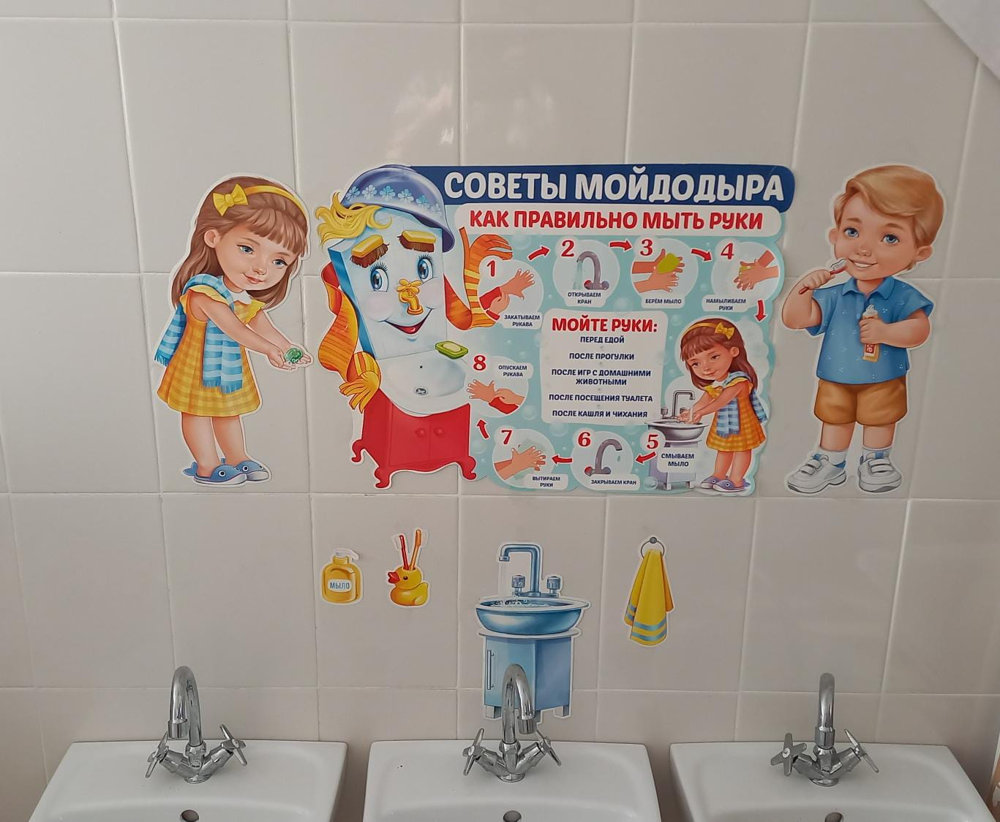 СОВЕТЫ МОЙДОДЫРА
КАК ПРАВИЛЬНО МЫТЬ РУКИ
1
ЗАКАТЫВАЕМ
РУКАВА
2
ОТКРЫВАЕМ
КРАН
3
БЕРЁМ МЫЛО
4
НАМЫЛИВАЕМ
РУКИ
МОЙТЕ РУКИ:
ПЕРЕД ЕДОЙ
ПОСЛЕ ПРОГУЛКИ
ПОСЛЕ ИГР С ДОМАШНИМИ
ЖИВОТНЫМИ
ПОСЛЕ ПОСЕЩЕНИЯ ТУАЛЕТА
ПОСЛЕ КАШЛЯ И ЧИХАНИЯ
5
СМЫВАЕМ
МЫЛО
6
ЗАКРЫВАЕМ КРАН
7
ВЫТИРАЕМ
РУКИ
8
ОПУСКАЕМ
РУКАВА
МЫЛО